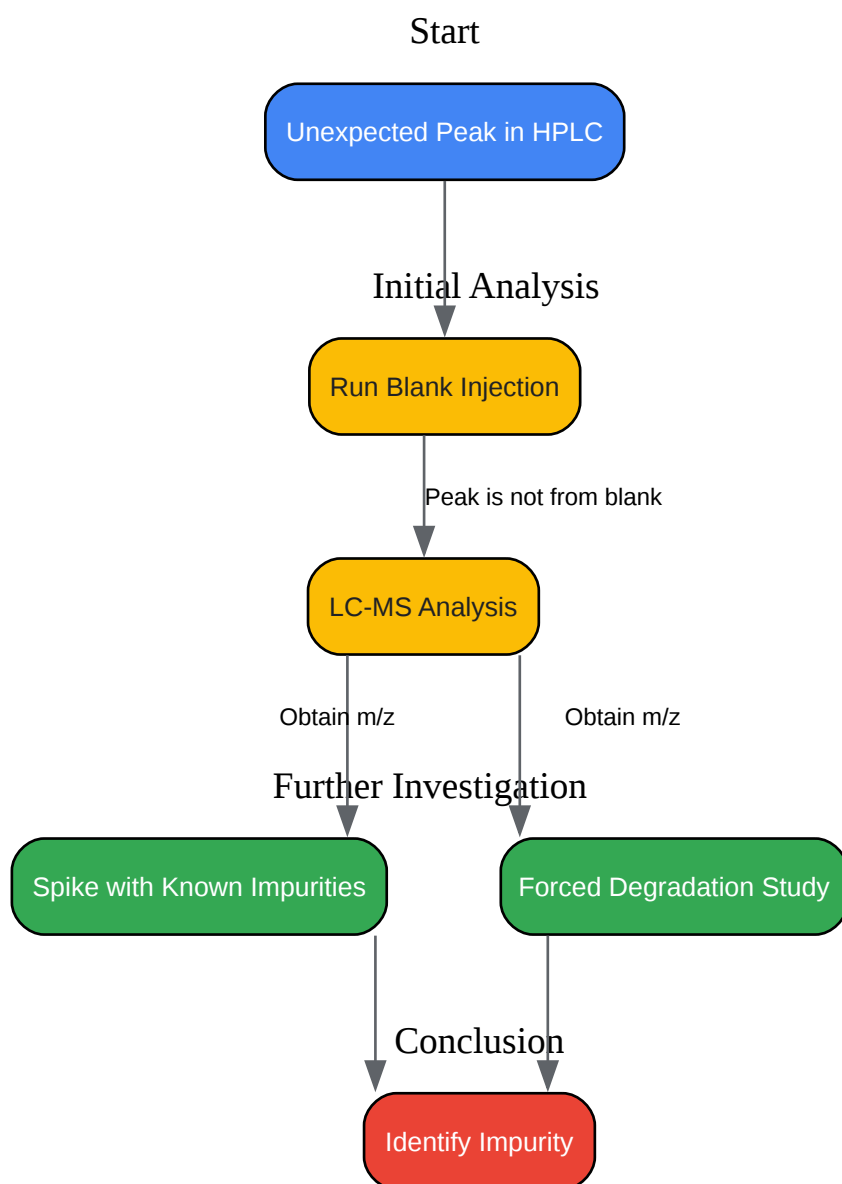 Start
Unexpected Peak in HPLC
Initial Analysis
Run Blank Injection
Peak is not from blank
LC-MS Analysis
Obtain m/z
Obtain m/z
Further Investigation
Spike with Known Impurities
Forced Degradation Study
Conclusion
Identify Impurity